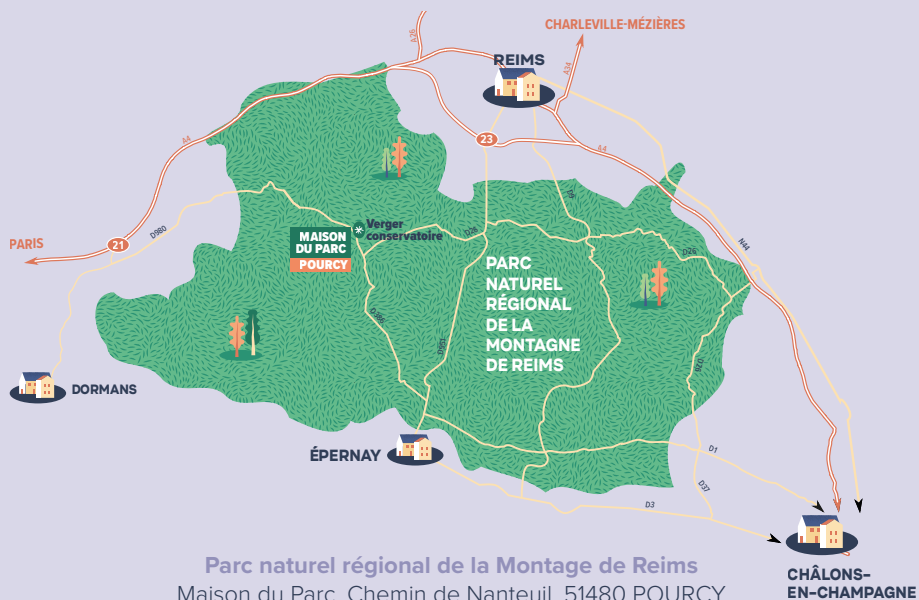 CHARLEVILLE-MÉZIÈRES
A26
REIMS
A34
23
A4
A4
PARIS
21
D980
MAISON
DU PARC
POURCY
Verger
conservatoire
D26
D9
N44
D26
PARC
NATUREL
RÉGIONAL
DE LA
MONTAGNE
DE REIMS
D386
D951
DORMANS
ÉPERNAY
D1
D37
D3
CHÂLONS-
EN-CHAMPAGNE
Parc naturel régional de la Montage de Reims
Maison du Parc, Chemin de Nanteuil, 51480 POURCY